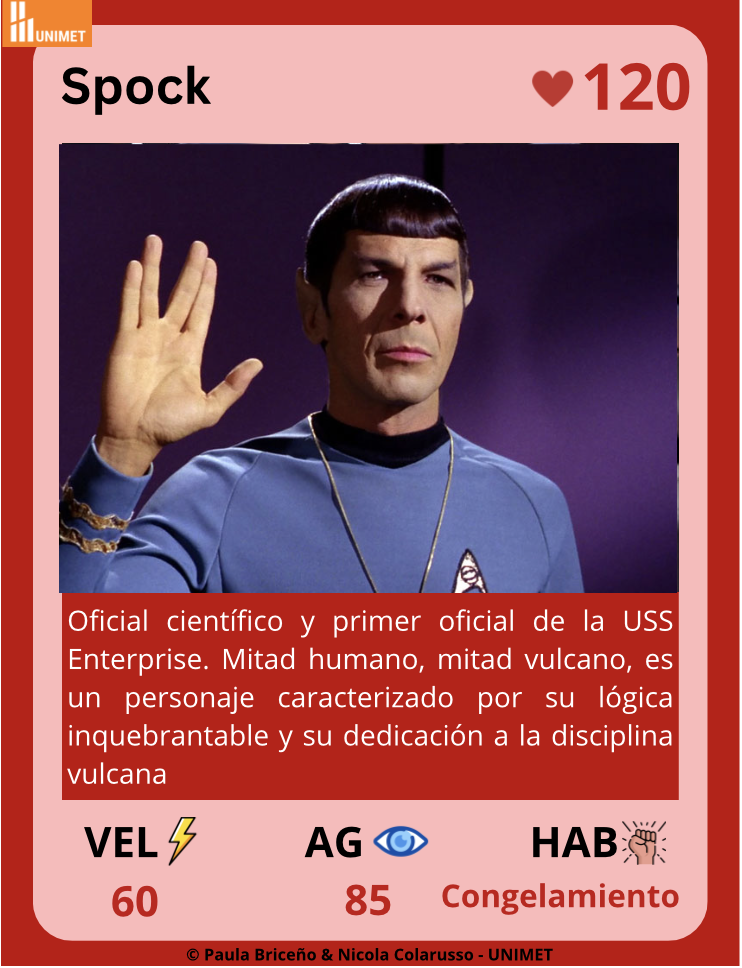 UNIMET
Spock
120
Oficial científico y primer oficial de la USS
Enterprise. Mitad humano, mitad vulcano, es
un personaje caracterizado por su lógica
inquebrantable y su dedicación a la disciplina
vulcana
VEL AG HAB
60 85 Congelamiento
© Paula Briceño & Nicola Colarusso - UNIMET